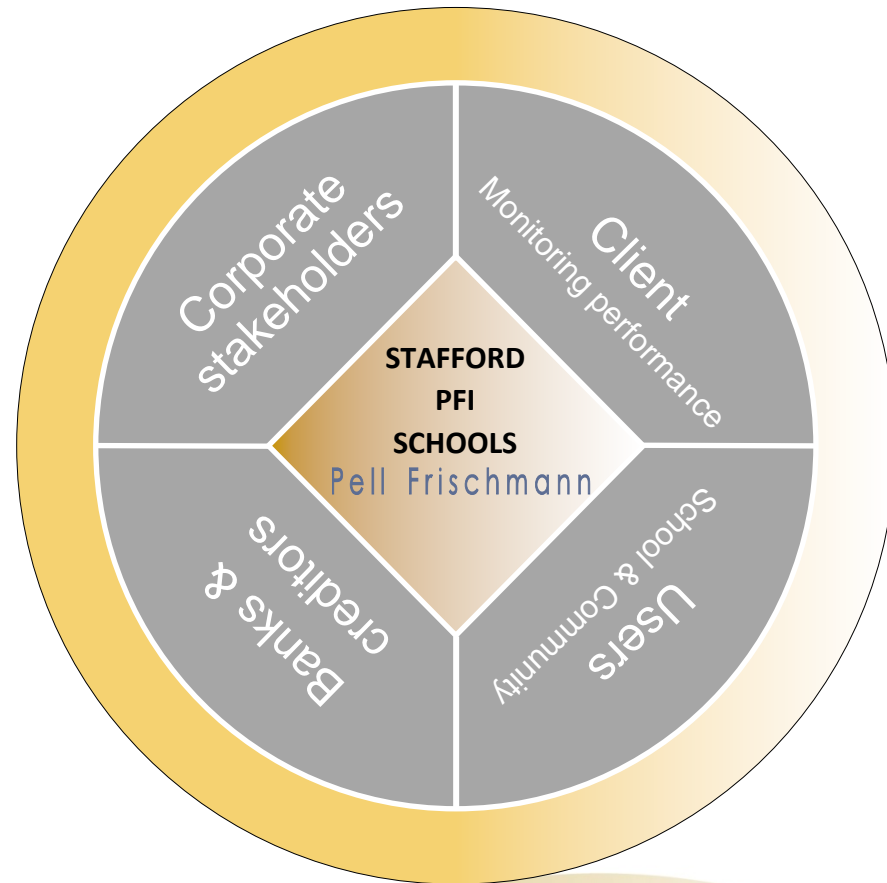 Corporate
stakeholders
Client
Monitoring performance
STAFFORD
PFI
SCHOOLS
Pell Frischmann
Banks &
creditors
School & Community
Users